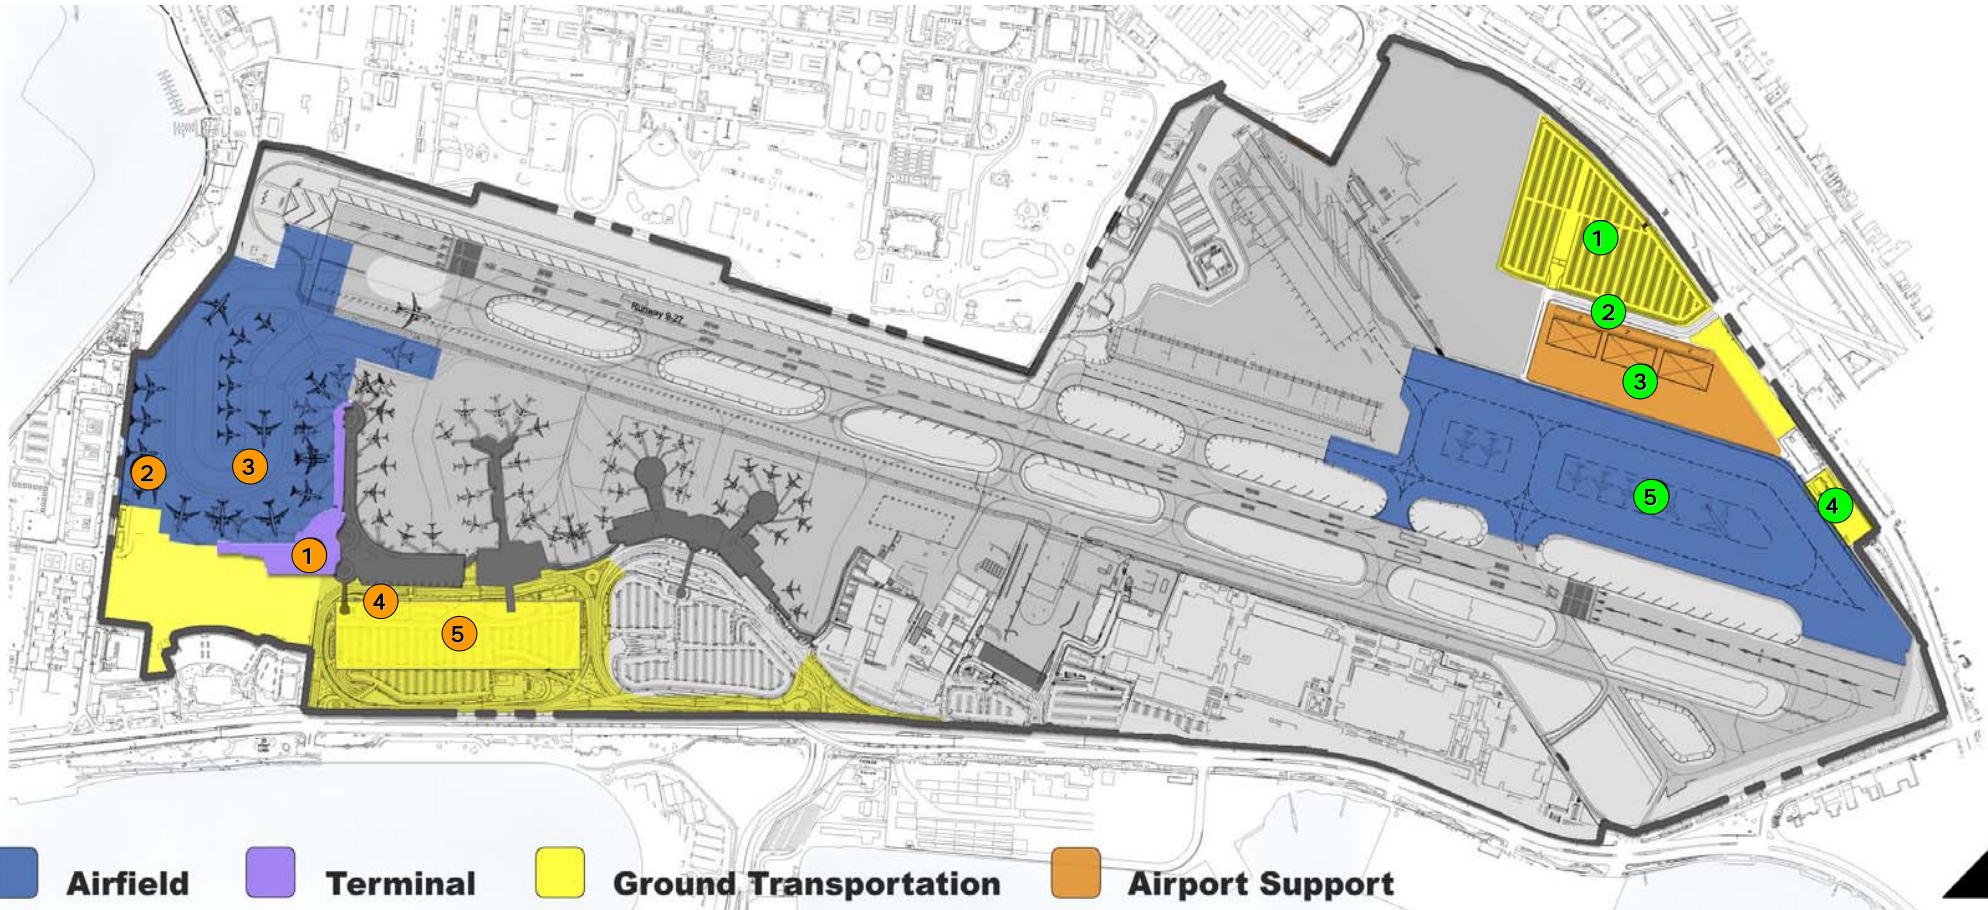 1
2
Runway 9-27
3
2
3
5
4
1
4
5
Airfield
Terminal
Ground Transportation
Airport Support